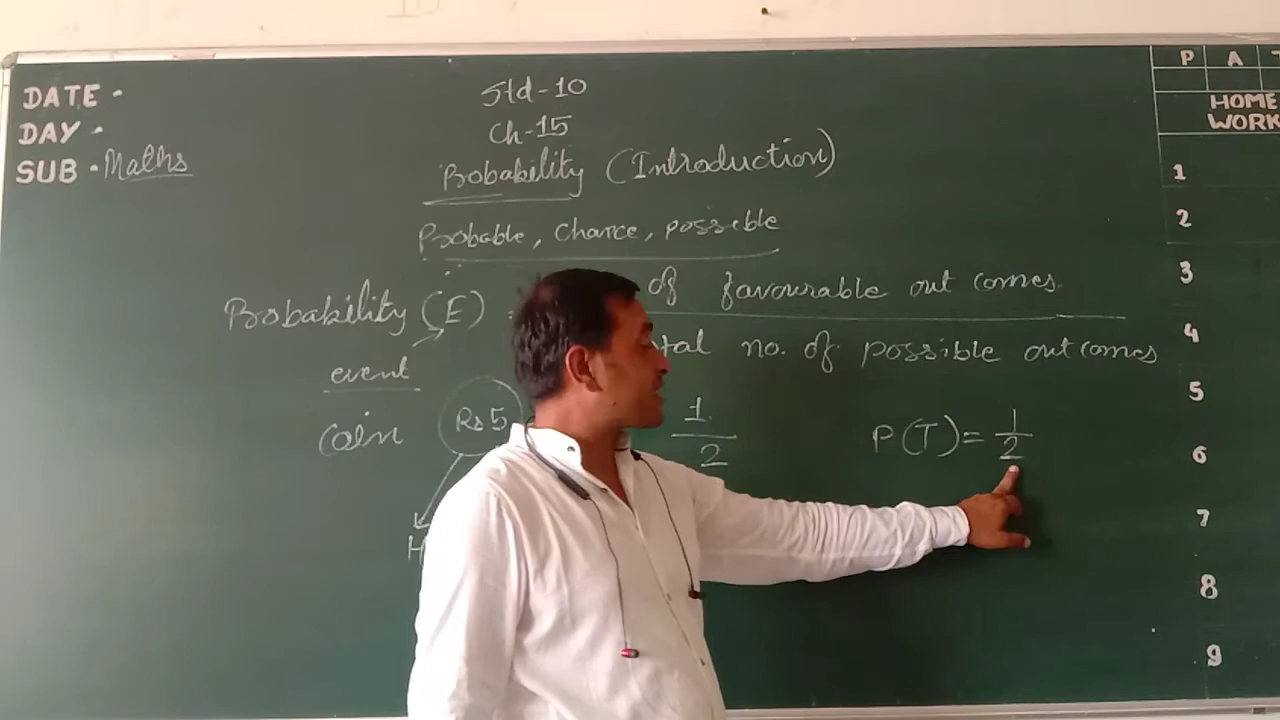 DATE -
DAY -
SUB - Maths
Std-10
Ch-15
Probability (Introduction)
Probable, Chance, possible
Probability (E) = of favourable out comes
no. of possible outcomes
event
Coin Rs 5
1/2
P(T) = 1/2
H
P A
HOME
WORK
1
2
3
4
5
6
7
8
9